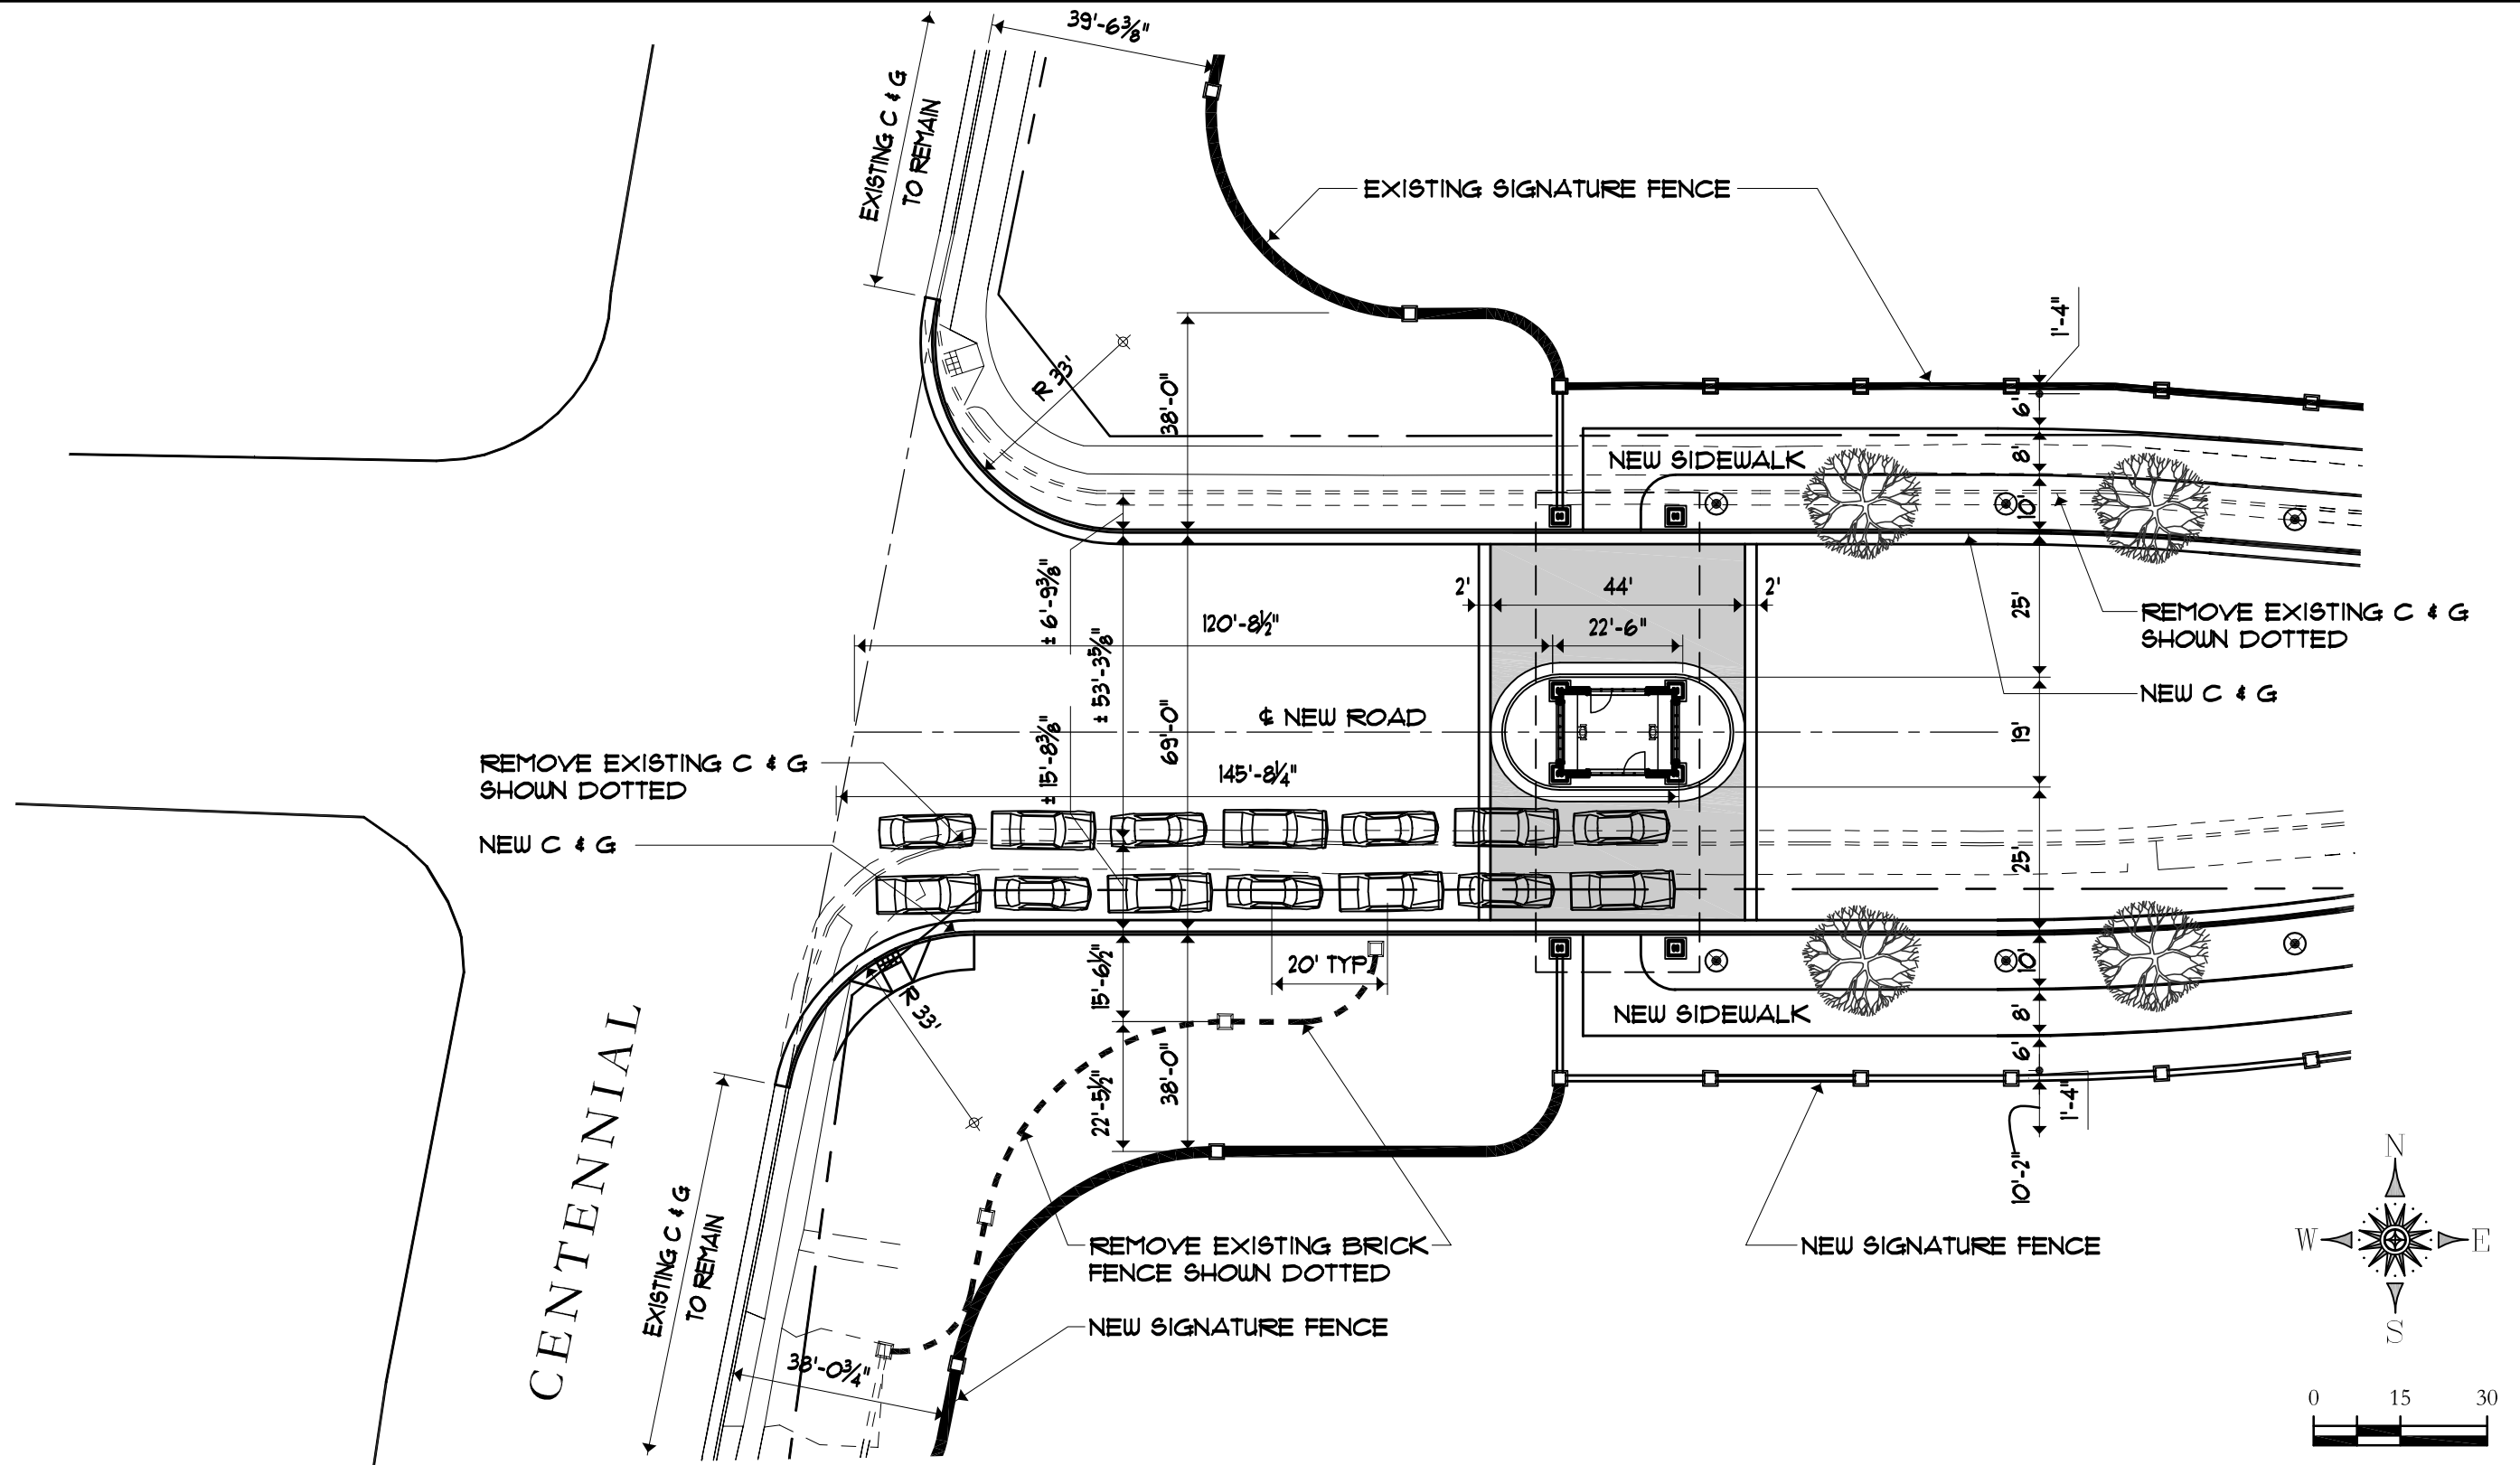 39'-6⅜"
EXISTING C & G
TO REMAIN
EXISTING SIGNATURE FENCE
1'-4"
R 33'
38'-0"
6'
8'
NEW SIDEWALK
10'
2'
44'
2'
± 6'-9⅜"
120'-8½"
22'-6"
25'
REMOVE EXISTING C & G
SHOWN DOTTED
± 53'-3⅝"
NEW C & G
69'-0"
℄ NEW ROAD
19'
± 15'-8⅜"
REMOVE EXISTING C & G
SHOWN DOTTED
145'-8¼"
NEW C & G
25'
15'-6½"
20' TYP.
10'
R 33'
NEW SIDEWALK
8'
CENTENNIAL
22'-5½"
38'-0"
6'
1'-4"
10'-2"
EXISTING C & G
TO REMAIN
REMOVE EXISTING BRICK
FENCE SHOWN DOTTED
NEW SIGNATURE FENCE
NEW SIGNATURE FENCE
38'-0¾"
N
W
E
S
0 15 30